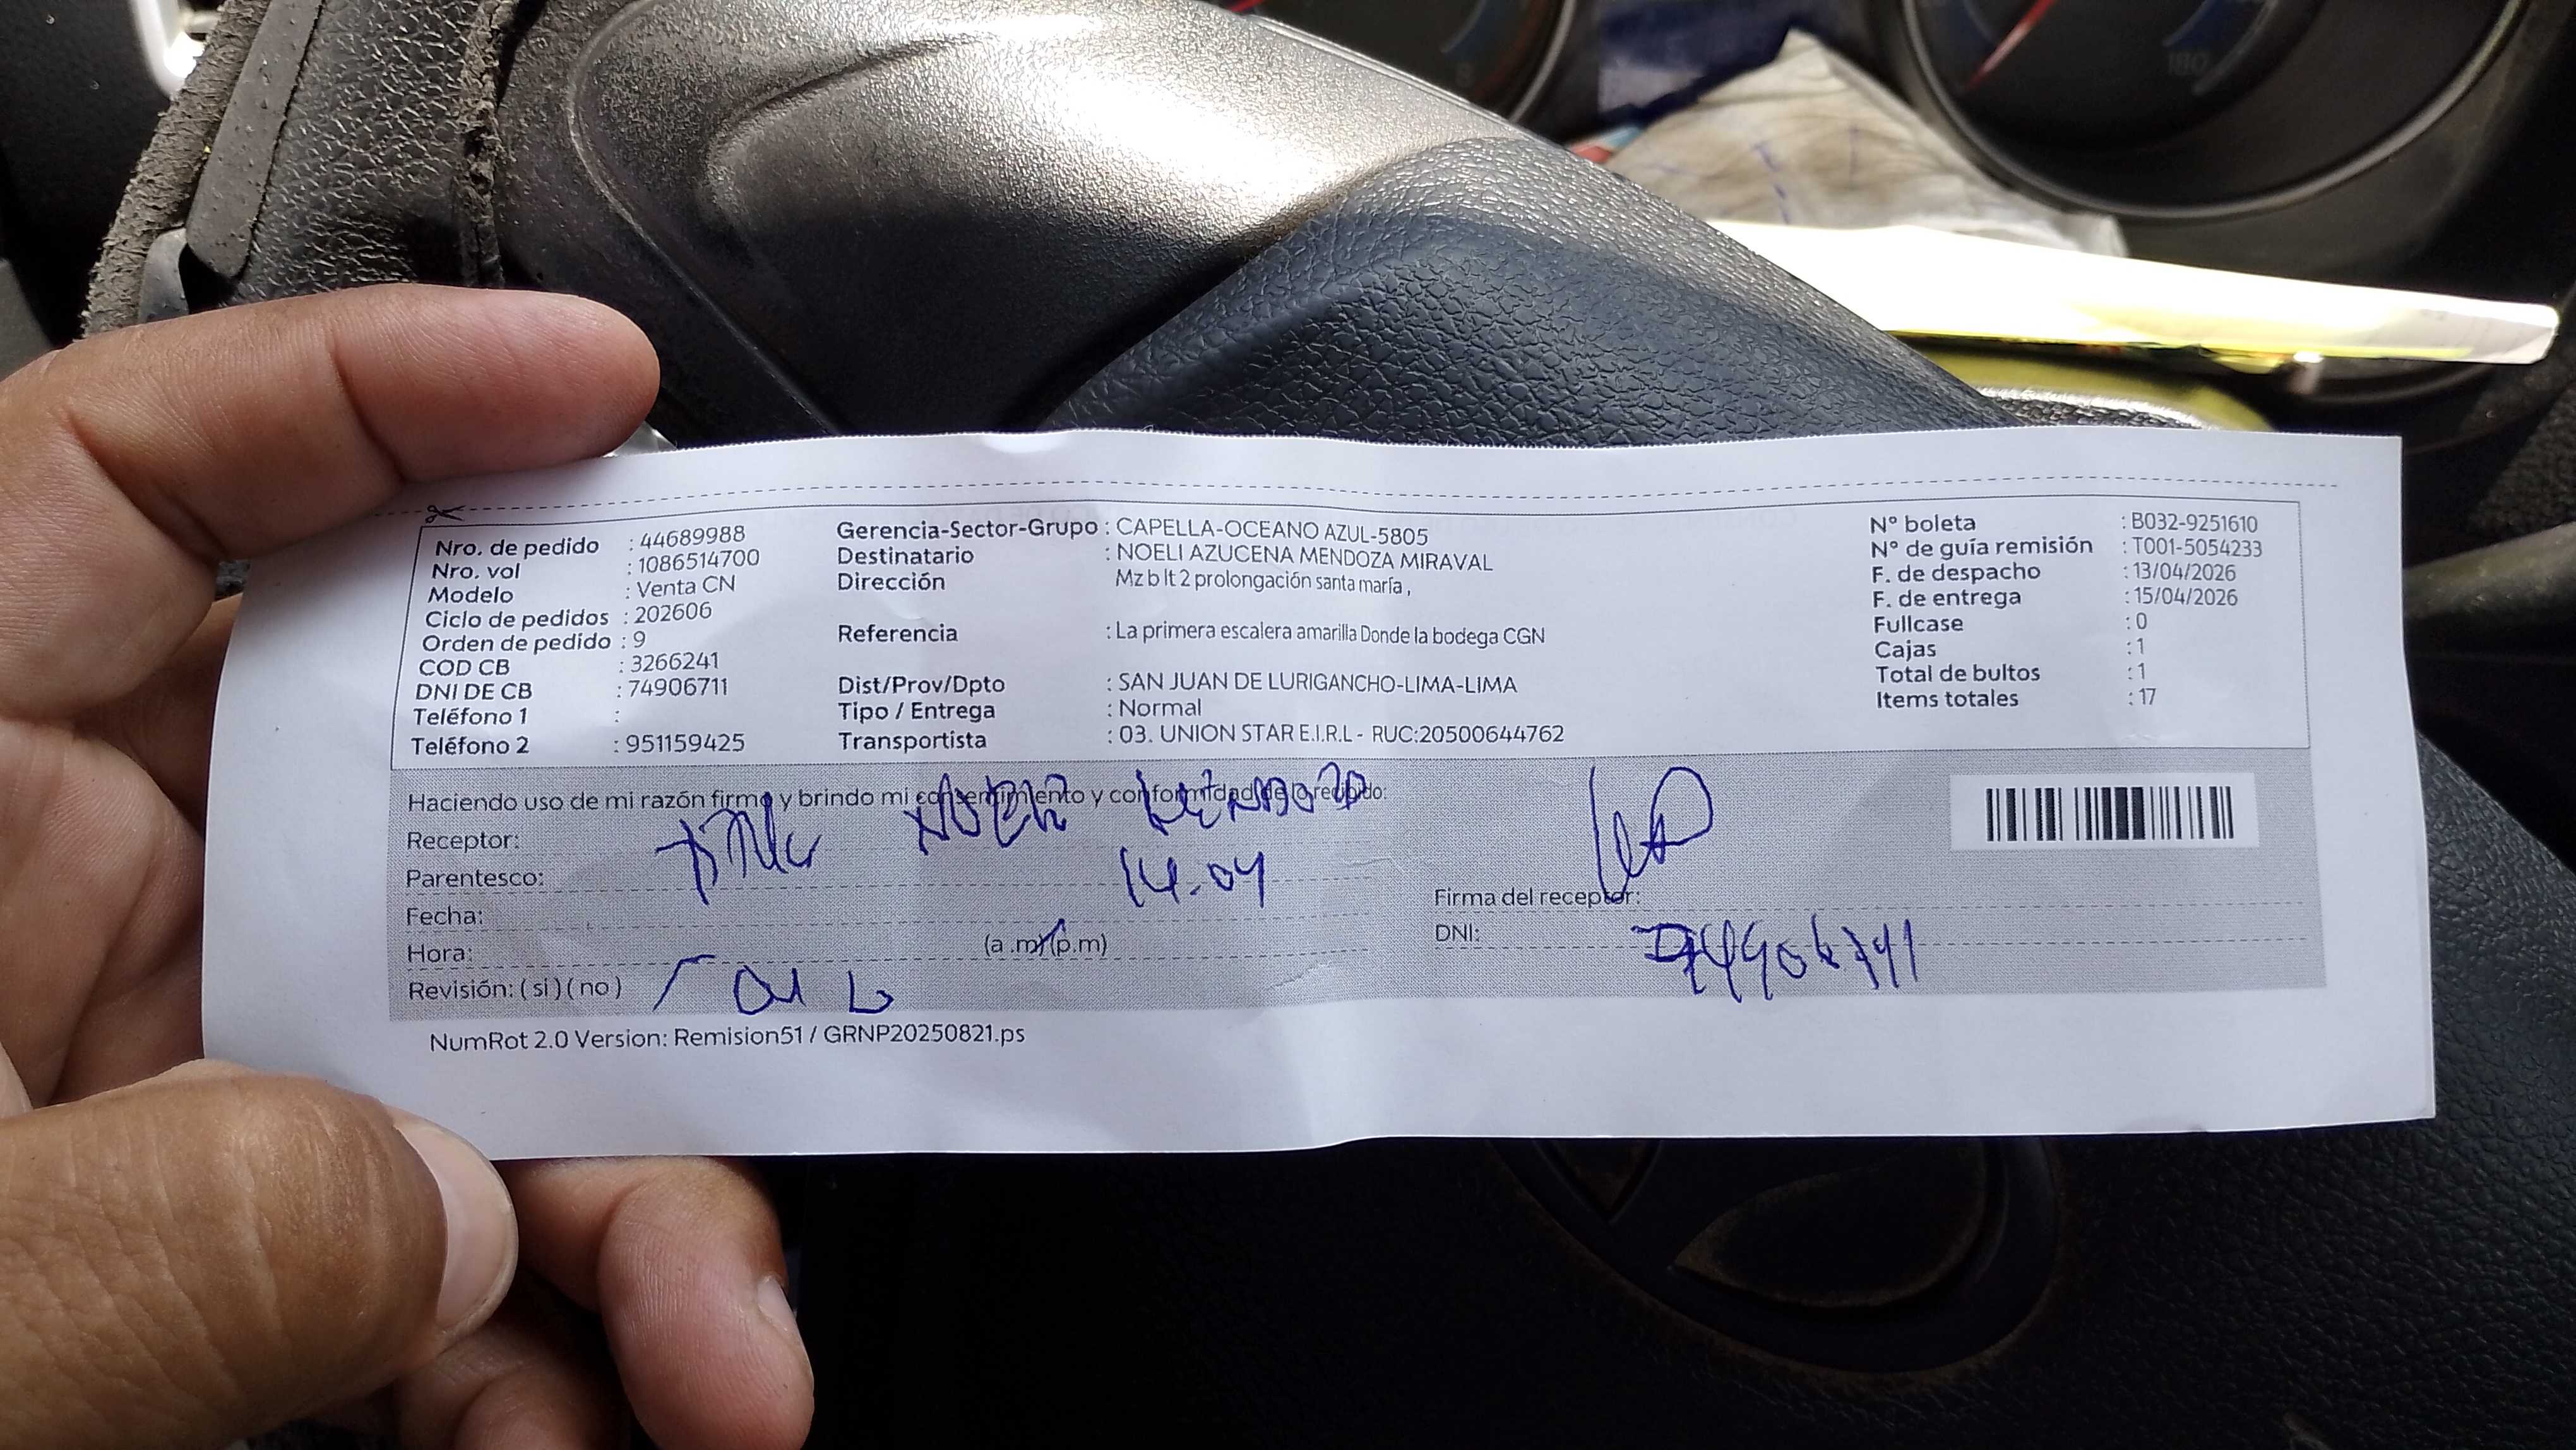 Nro. de pedido : 44689988
Nro. vol : 1086514700
Modelo : Venta CN
Ciclo de pedidos : 202606
Orden de pedido : 9
COD CB : 3266241
DNI DE CB : 74906711
Teléfono 1 :
Teléfono 2 : 951159425
Gerencia-Sector-Grupo : CAPELLA-OCEANO AZUL-5805
Destinatario : NOELI AZUCENA MENDOZA MIRAVAL
Dirección Mz b lt 2 prolongación santa maría ,
Referencia : La primera escalera amarilla Donde la bodega CGN
Dist/Prov/Dpto : SAN JUAN DE LURIGANCHO-LIMA-LIMA
Tipo / Entrega : Normal
Transportista : 03. UNION STAR E.I.R.L - RUC:20500644762
N° boleta : B032-9251610
N° de guía remisión : T001-5054233
F. de despacho : 13/04/2026
F. de entrega : 15/04/2026
Fullcase : 0
Cajas : 1
Total de bultos : 1
Items totales : 17
Haciendo uso de mi razón firmo y brindo mi consentimiento y conformidad de lo recibido:
Receptor:
Parentesco:
14-04
Fecha:
Hora: (a .m) (p.m)
Revisión: ( si ) ( no )
Firma del receptor:
DNI:
NumRot 2.0 Version: Remision51 / GRNP20250821.ps
180